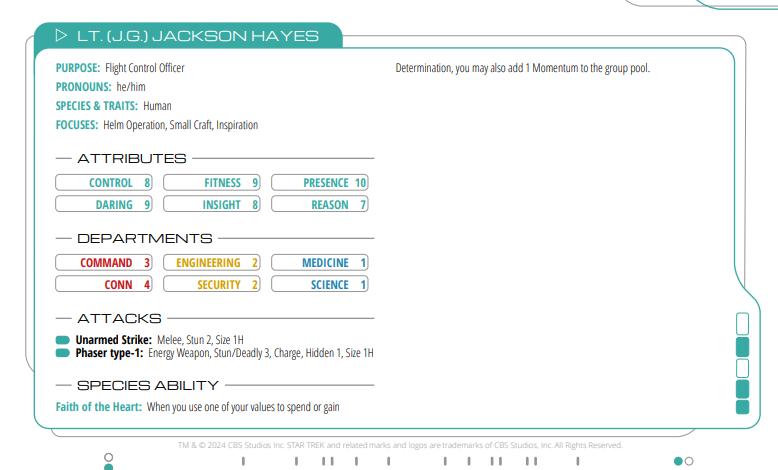 LT. (J.G.) JACKSON HAYES
PURPOSE: Flight Control Officer
PRONOUNS: he/him
SPECIES & TRAITS: Human
FOCUSES: Helm Operation, Small Craft, Inspiration
ATTRIBUTES
CONTROL 8 FITNESS 9 PRESENCE 10
DARING 9 INSIGHT 8 REASON 7
DEPARTMENTS
COMMAND 3 ENGINEERING 2 MEDICINE 1
CONN 4 SECURITY 2 SCIENCE 1
ATTACKS
Unarmed Strike: Melee, Stun 2, Size 1H
Phaser type-1: Energy Weapon, Stun/Deadly 3, Charge, Hidden 1, Size 1H
SPECIES ABILITY
Faith of the Heart: When you use one of your values to spend or gain
Determination, you may also add 1 Momentum to the group pool.
TM & © 2024 CBS Studios Inc. STAR TREK and related marks and logos are trademarks of CBS Studios, Inc. All Rights Reserved.